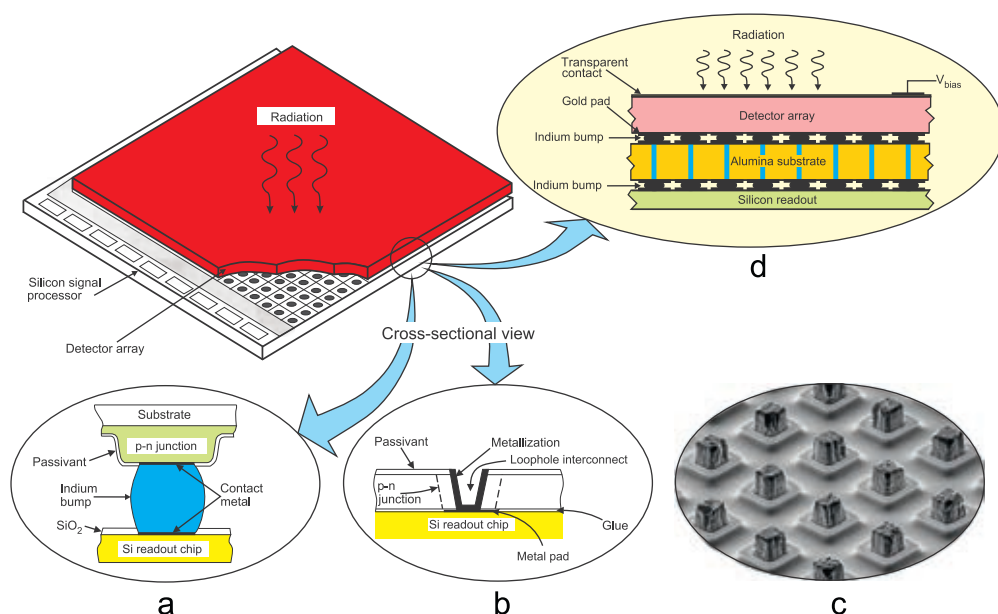 Radiation
Silicon signal
processor
Detector array
Cross-sectional view
Radiation
Transparent
contact
V_bias
Gold pad
Detector array
Indium bump
Alumina substrate
Indium bump
Silicon readout
d
Substrate
p-n junction
Passivant
Indium
bump
Contact
metal
SiO₂
Si readout chip
a
Passivant
Metallization
Loophole interconnect
p-n
junction
Si readout chip
Glue
Metal pad
b
c